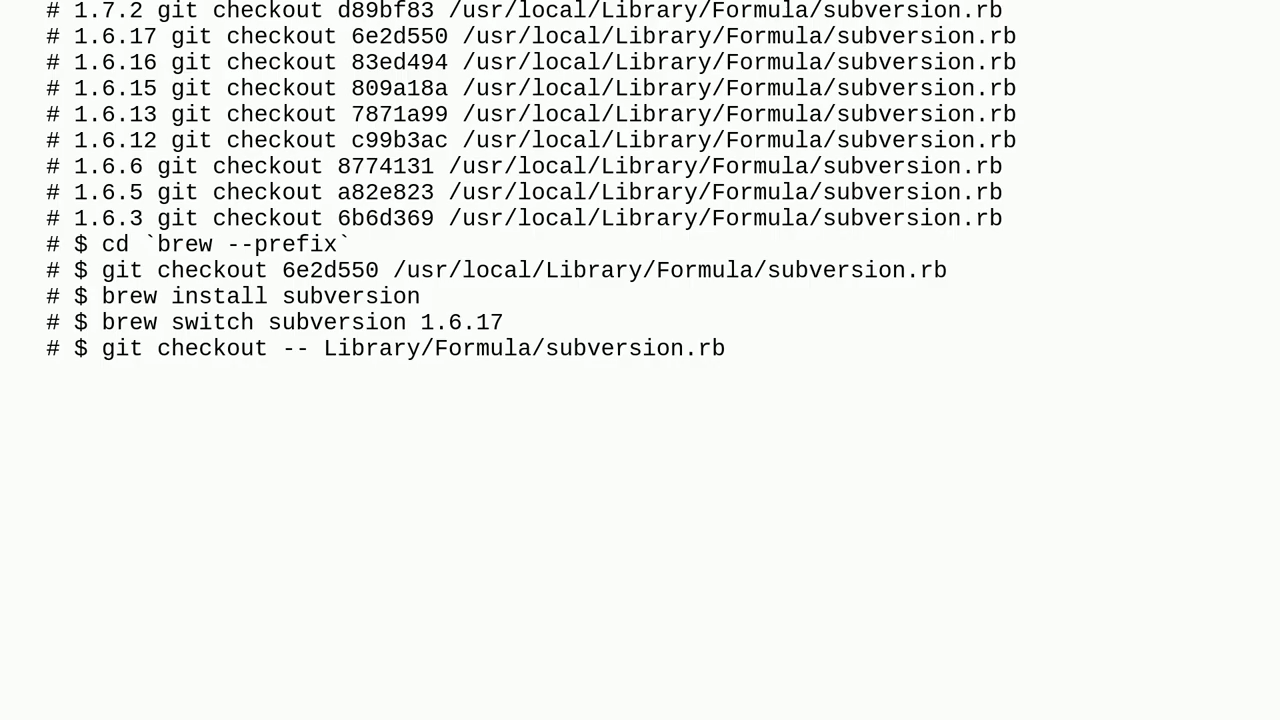 # 1.7.2 git checkout d89bf83 /usr/local/Library/Formula/subversion.rb
# 1.6.17 git checkout 6e2d550 /usr/local/Library/Formula/subversion.rb
# 1.6.16 git checkout 83ed494 /usr/local/Library/Formula/subversion.rb
# 1.6.15 git checkout 809a18a /usr/local/Library/Formula/subversion.rb
# 1.6.13 git checkout 7871a99 /usr/local/Library/Formula/subversion.rb
# 1.6.12 git checkout c99b3ac /usr/local/Library/Formula/subversion.rb
# 1.6.6 git checkout 8774131 /usr/local/Library/Formula/subversion.rb
# 1.6.5 git checkout a82e823 /usr/local/Library/Formula/subversion.rb
# 1.6.3 git checkout 6b6d369 /usr/local/Library/Formula/subversion.rb
# $ cd `brew --prefix`
# $ git checkout 6e2d550 /usr/local/Library/Formula/subversion.rb
# $ brew install subversion
# $ brew switch subversion 1.6.17
# $ git checkout -- Library/Formula/subversion.rb